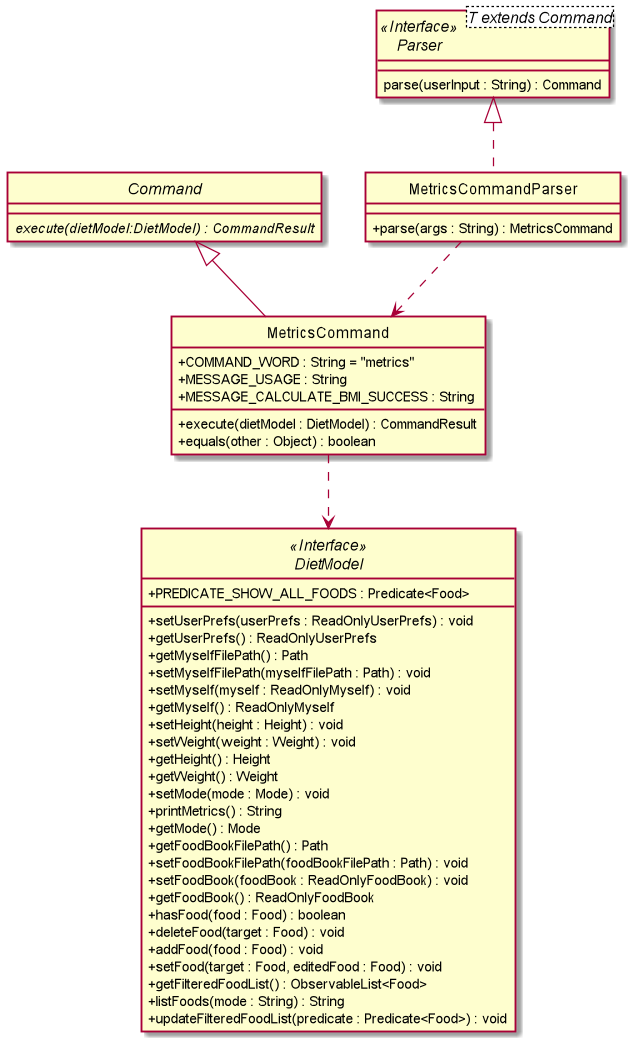 «Interface»
Parser
T extends Command
parse(userInput : String) : Command
Command
execute(dietModel:DietModel) : CommandResult
MetricsCommandParser
+parse(args : String) : MetricsCommand
MetricsCommand
+COMMAND_WORD : String = "metrics"
+MESSAGE_USAGE : String
+MESSAGE_CALCULATE_BMI_SUCCESS : String
+execute(dietModel : DietModel) : CommandResult
+equals(other : Object) : boolean
«Interface»
DietModel
+PREDICATE_SHOW_ALL_FOODS : Predicate<Food>
+setUserPrefs(userPrefs : ReadOnlyUserPrefs) : void
+getUserPrefs() : ReadOnlyUserPrefs
+getMyselfFilePath() : Path
+setMyselfFilePath(myselfFilePath : Path) : void
+setMyself(myself : ReadOnlyMyself) : void
+getMyself() : ReadOnlyMyself
+setHeight(height : Height) : void
+setWeight(weight : Weight) : void
+getHeight() : Height
+getWeight() : Weight
+setMode(mode : Mode) : void
+printMetrics() : String
+getMode() : Mode
+getFoodBookFilePath() : Path
+setFoodBookFilePath(foodBookFilePath : Path) : void
+setFoodBook(foodBook : ReadOnlyFoodBook) : void
+getFoodBook() : ReadOnlyFoodBook
+hasFood(food : Food) : boolean
+deleteFood(target : Food) : void
+addFood(food : Food) : void
+setFood(target : Food, editedFood : Food) : void
+getFilteredFoodList() : ObservableList<Food>
+listFoods(mode : String) : String
+updateFilteredFoodList(predicate : Predicate<Food>) : void